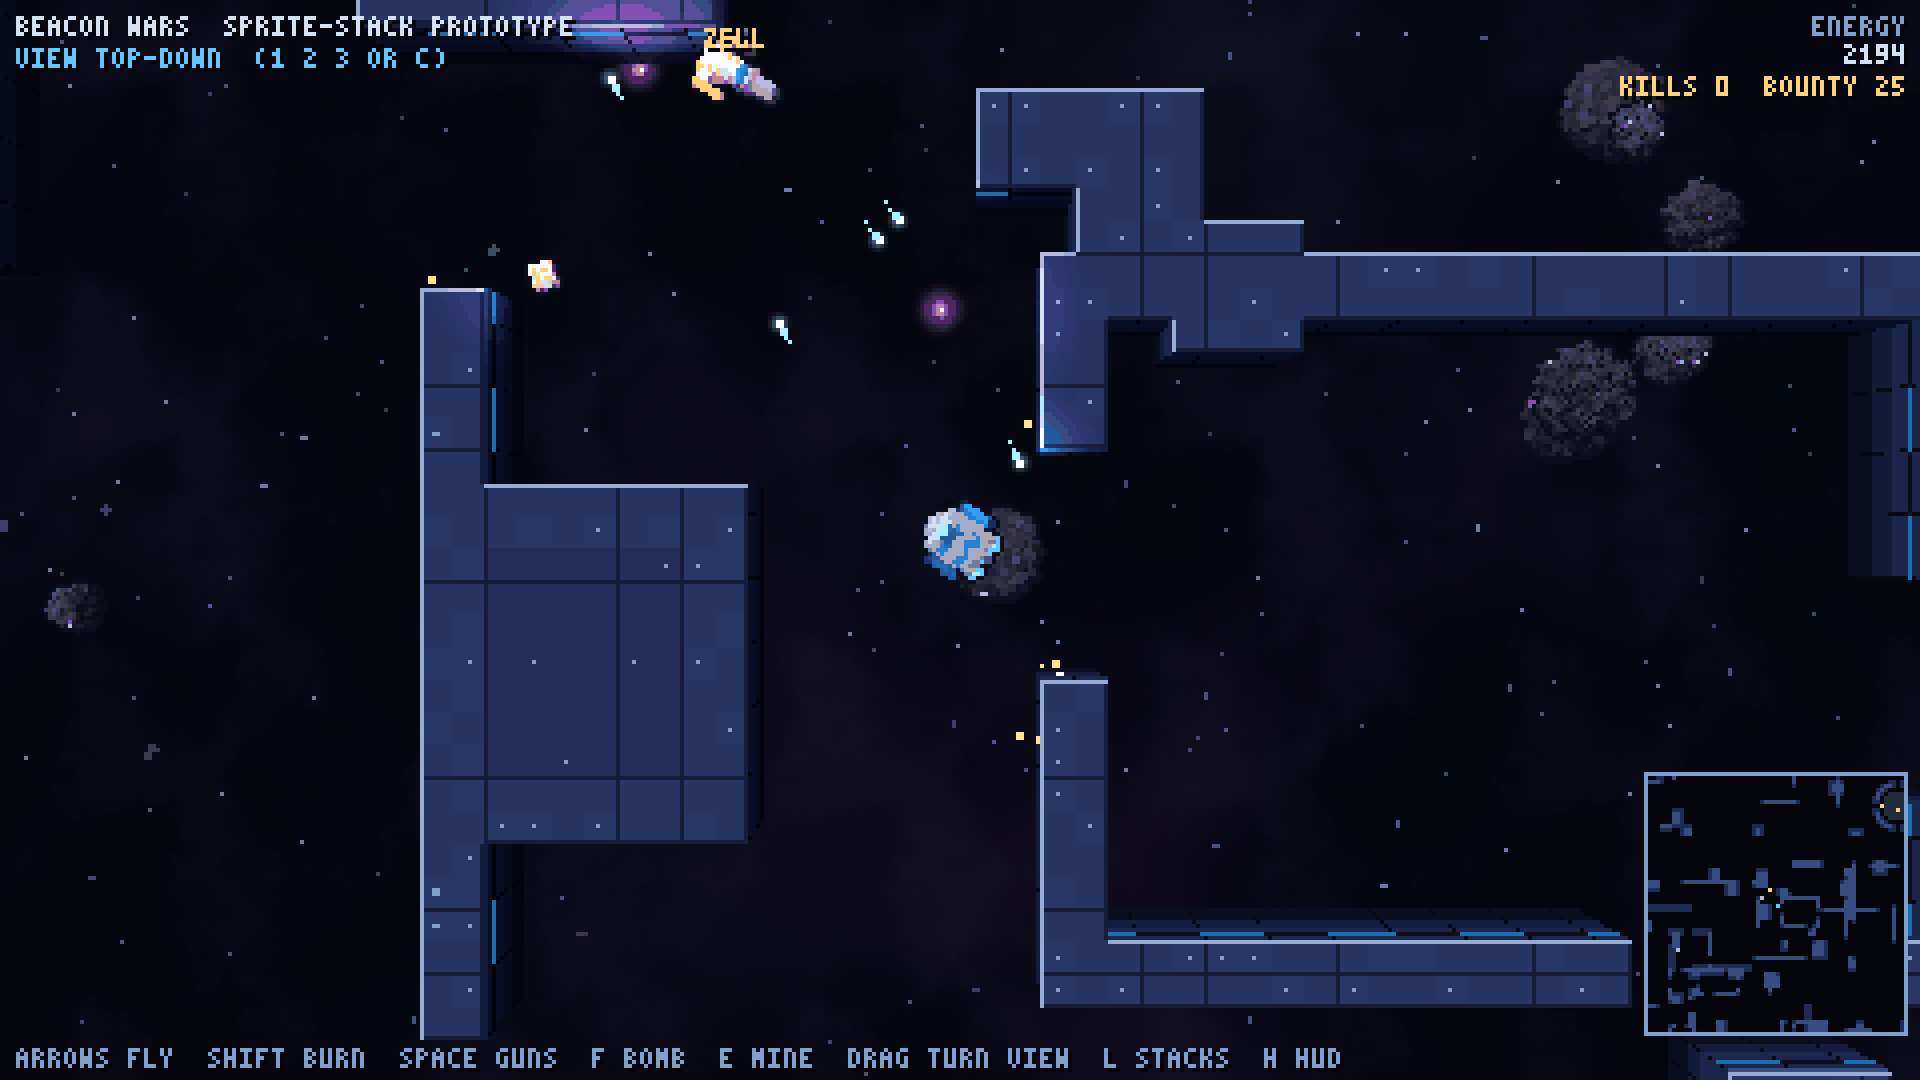 BEACON WARS  SPRITE-STACK PROTOTYPE
VIEW TOP-DOWN  (1 2 3 OR C)
ENERGY
2194
KILLS 0  BOUNTY 25
ARROWS FLY  SHIFT BURN  SPACE GUNS  F BOMB  E MINE  DRAG TURN VIEW  L STACKS  H HUD